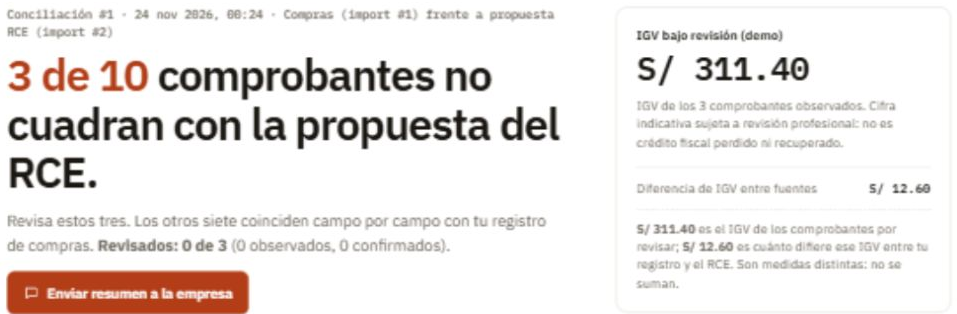 Conciliación #1 · 24 nov 2026, 00:24 · Compras (import #1) frente a propuesta
RCE (import #2)
3 de 10 comprobantes no
cuadran con la propuesta del
RCE.
Revisa estos tres. Los otros siete coinciden campo por campo con tu registro
de compras. Revisados: 0 de 3 (0 observados, 0 confirmados).
Enviar resumen a la empresa
IGV bajo revisión (demo)
S/ 311.40
IGV de los 3 comprobantes observados. Cifra
indicativa sujeta a revisión profesional: no es
crédito fiscal perdido ni recuperado.
Diferencia de IGV entre fuentes S/ 12.60
S/ 311.40 es el IGV de los comprobantes por
revisar; S/ 12.60 es cuánto difiere ese IGV entre tu
registro y el RCE. Son medidas distintas: no se
suman.